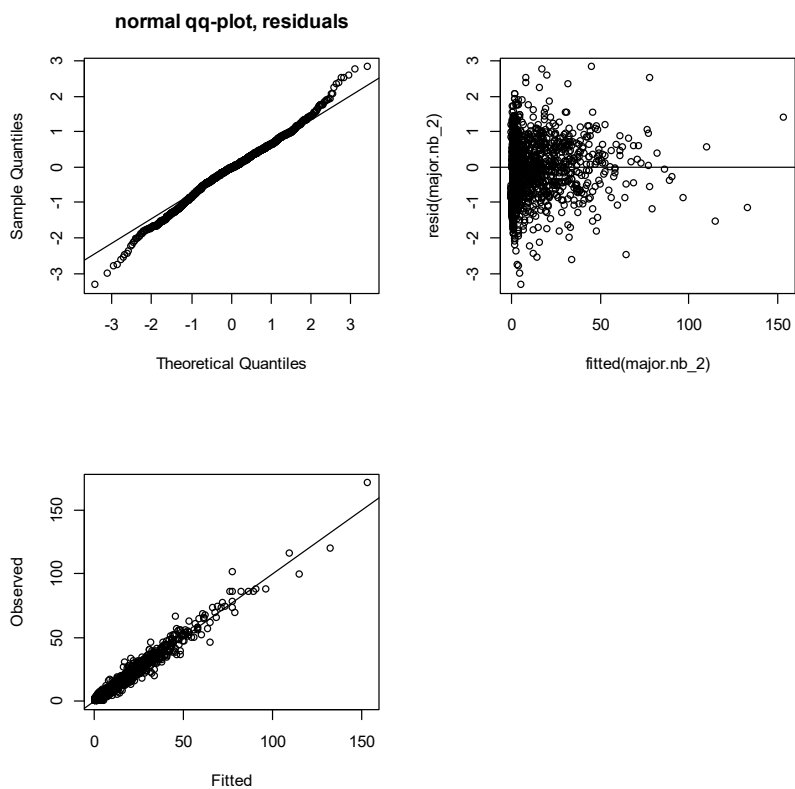 normal qq-plot, residuals
Sample Quantiles
3
2
1
0
-1
-2
-3
-3 -2 -1 0 1 2 3
Theoretical Quantiles
resid(major.nb_2)
3
2
1
0
-1
-2
-3
0 50 100 150
fitted(major.nb_2)
Observed
150
100
50
0
0 50 100 150
Fitted